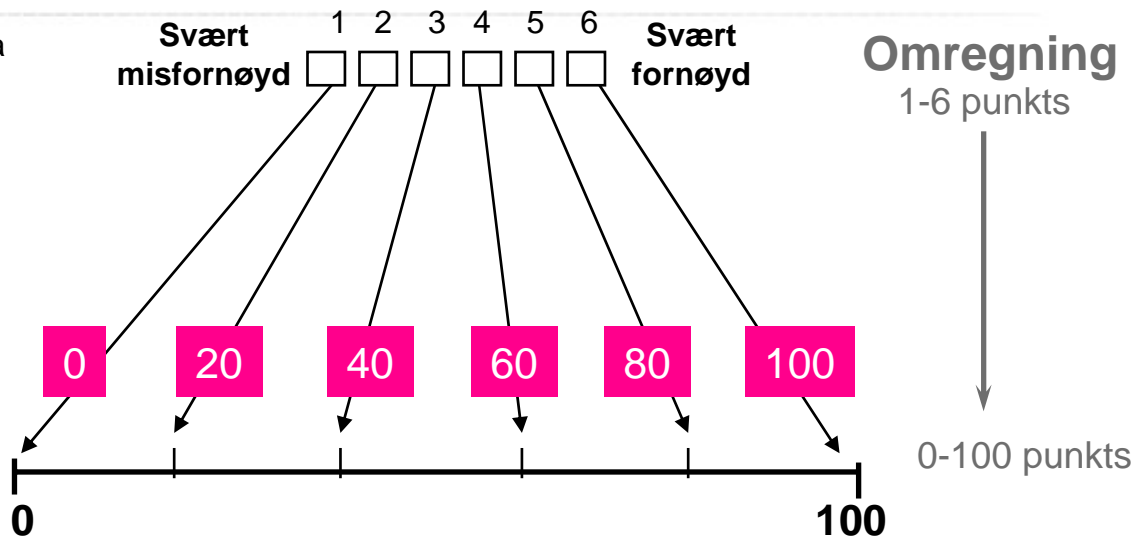 a
Svært
misfornøyd
1 2 3 4 5 6
Svært
fornøyd
Omregning
1-6 punkts
0 20 40 60 80 100
0-100 punkts
0 100